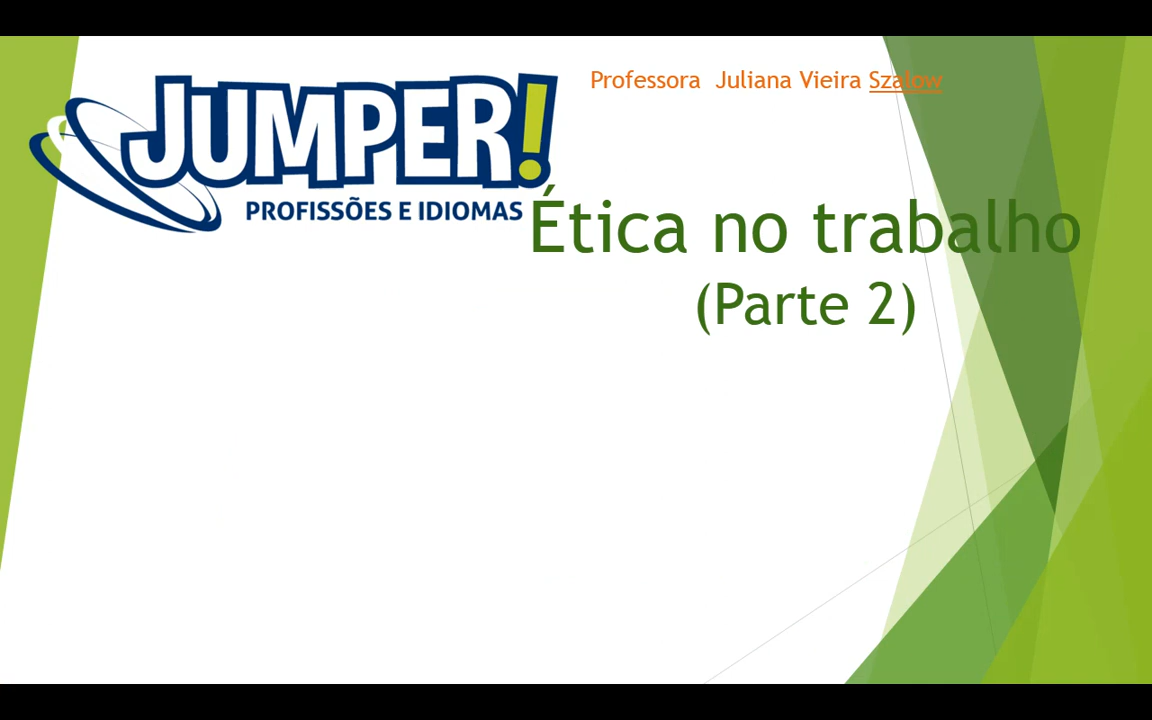 Professora Juliana Vieira Szalow
JUMPER!
PROFISSÕES E IDIOMAS
Ética no trabalho
(Parte 2)